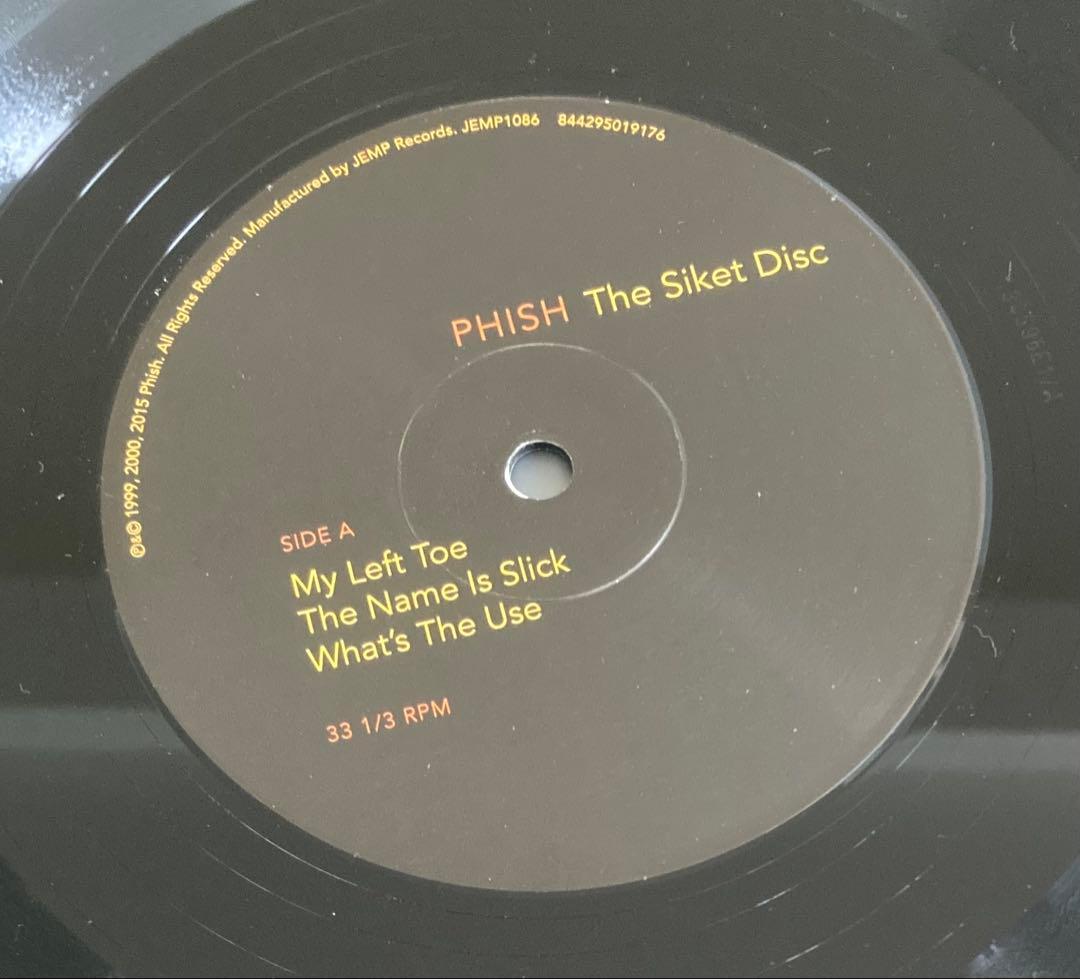 ℗&© 1999, 2000, 2015 Phish. All Rights Reserved. Manufactured by JEMP Records. JEMP1086 844295019176
PHISH The Siket Disc
SIDE A
My Left Toe
The Name Is Slick
What's The Use
33 1/3 RPM